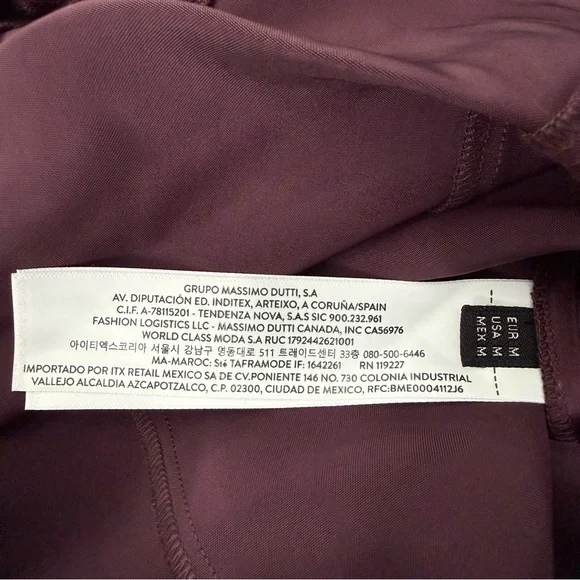 GRUPO MASSIMO DUTTI, S.A
AV. DIPUTACIÓN ED. INDITEX, ARTEIXO, A CORUÑA/SPAIN
C.I.F. A-78115201 - TENDENZA NOVA, S.A.S SIC 900.232.961
FASHION LOGISTICS LLC - MASSIMO DUTTI CANADA, INC CA56976
WORLD CLASS MODA S.A RUC 1792442621001
아이티엑스코리아 서울시 강남구 영동대로 511 트레이드센터 33층 080-500-6446
MA-MAROC: Sté TAFRAMODE IF: 1642261 RN 119227
IMPORTADO POR ITX RETAIL MEXICO SA DE CV.PONIENTE 146 NO. 730 COLONIA INDUSTRIAL
VALLEJO ALCALDIA AZCAPOTZALCO, C.P. 02300, CIUDAD DE MEXICO, RFC:BME0004112J6
EUR M
USA M
MEX M